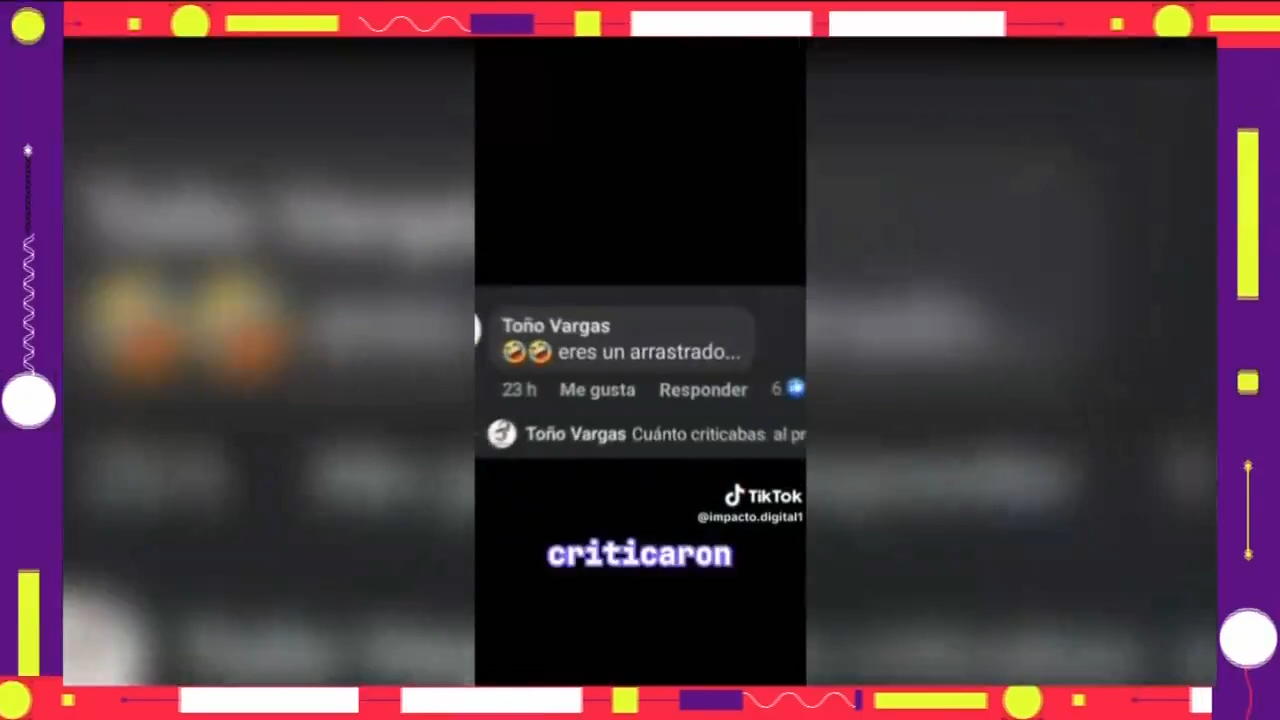 Toño Vargas
🤣🤣 eres un arrastrado...
23 h Me gusta Responder 6
Toño Vargas Cuánto criticabas al pr
TikTok
@impacto.digital1
criticaron